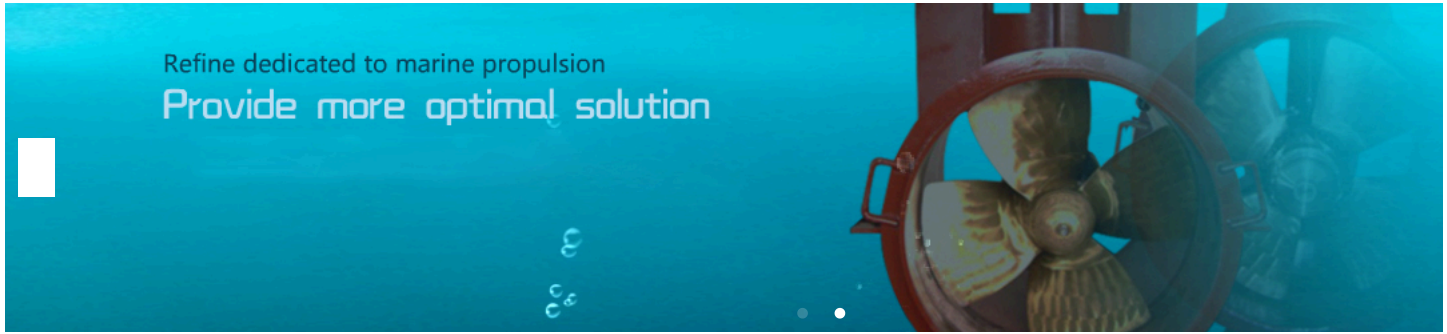 Refine dedicated to marine propulsion
Provide more optimal solution